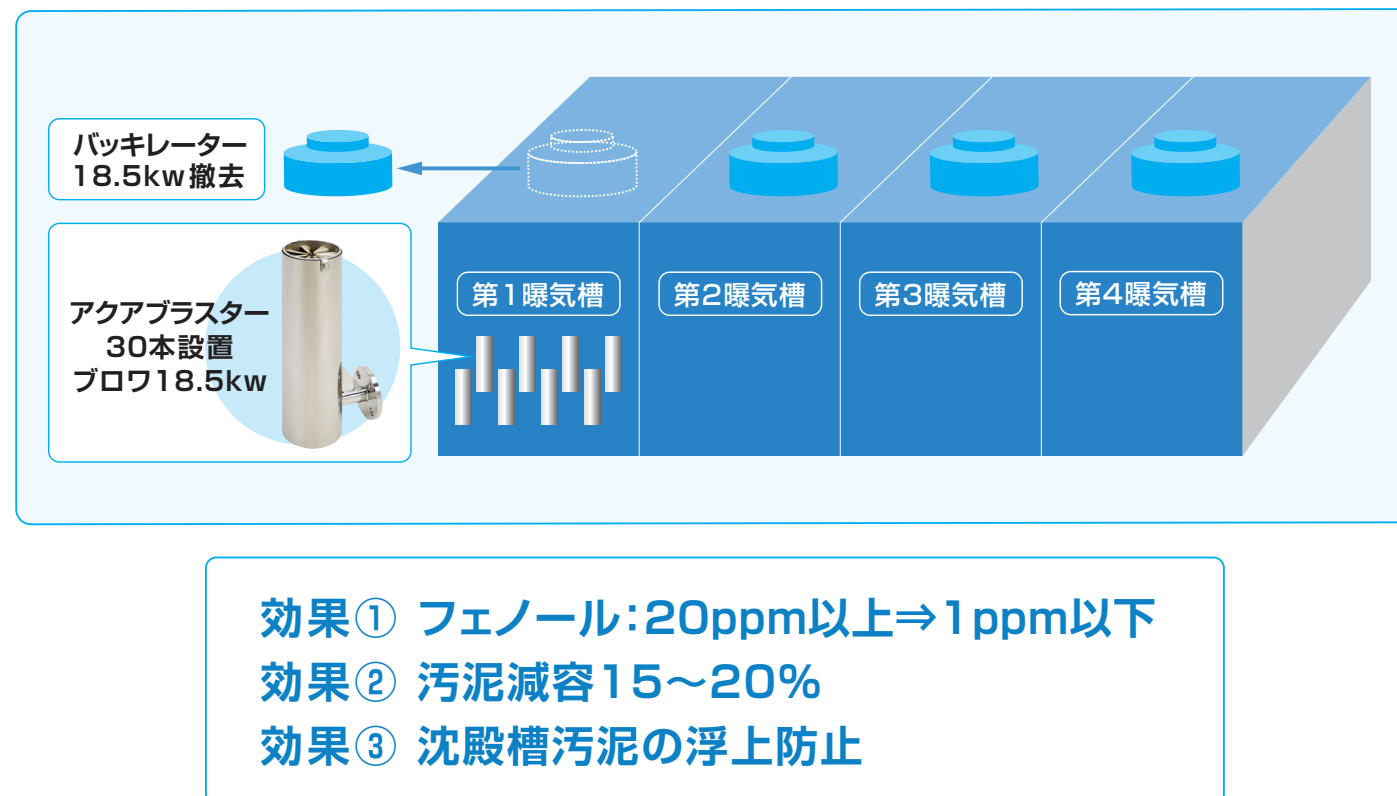 バッキレーター
18.5kw撤去
アクアブラスター
30本設置
ブロワ18.5kw
第1曝気槽
第2曝気槽
第3曝気槽
第4曝気槽
効果① フェノール：20ppm以上⇒1ppm以下
効果② 汚泥減容15～20%
効果③ 沈殿槽汚泥の浮上防止